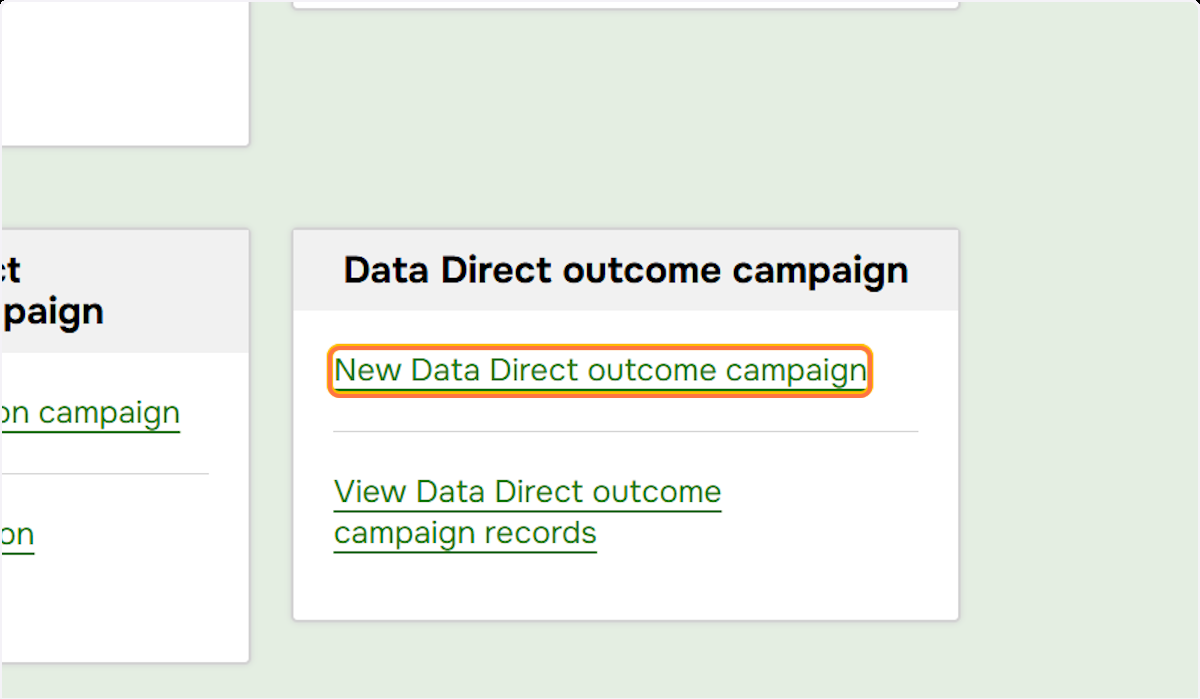 paign
on campaign
on
Data Direct outcome campaign
New Data Direct outcome campaign
View Data Direct outcome
campaign records